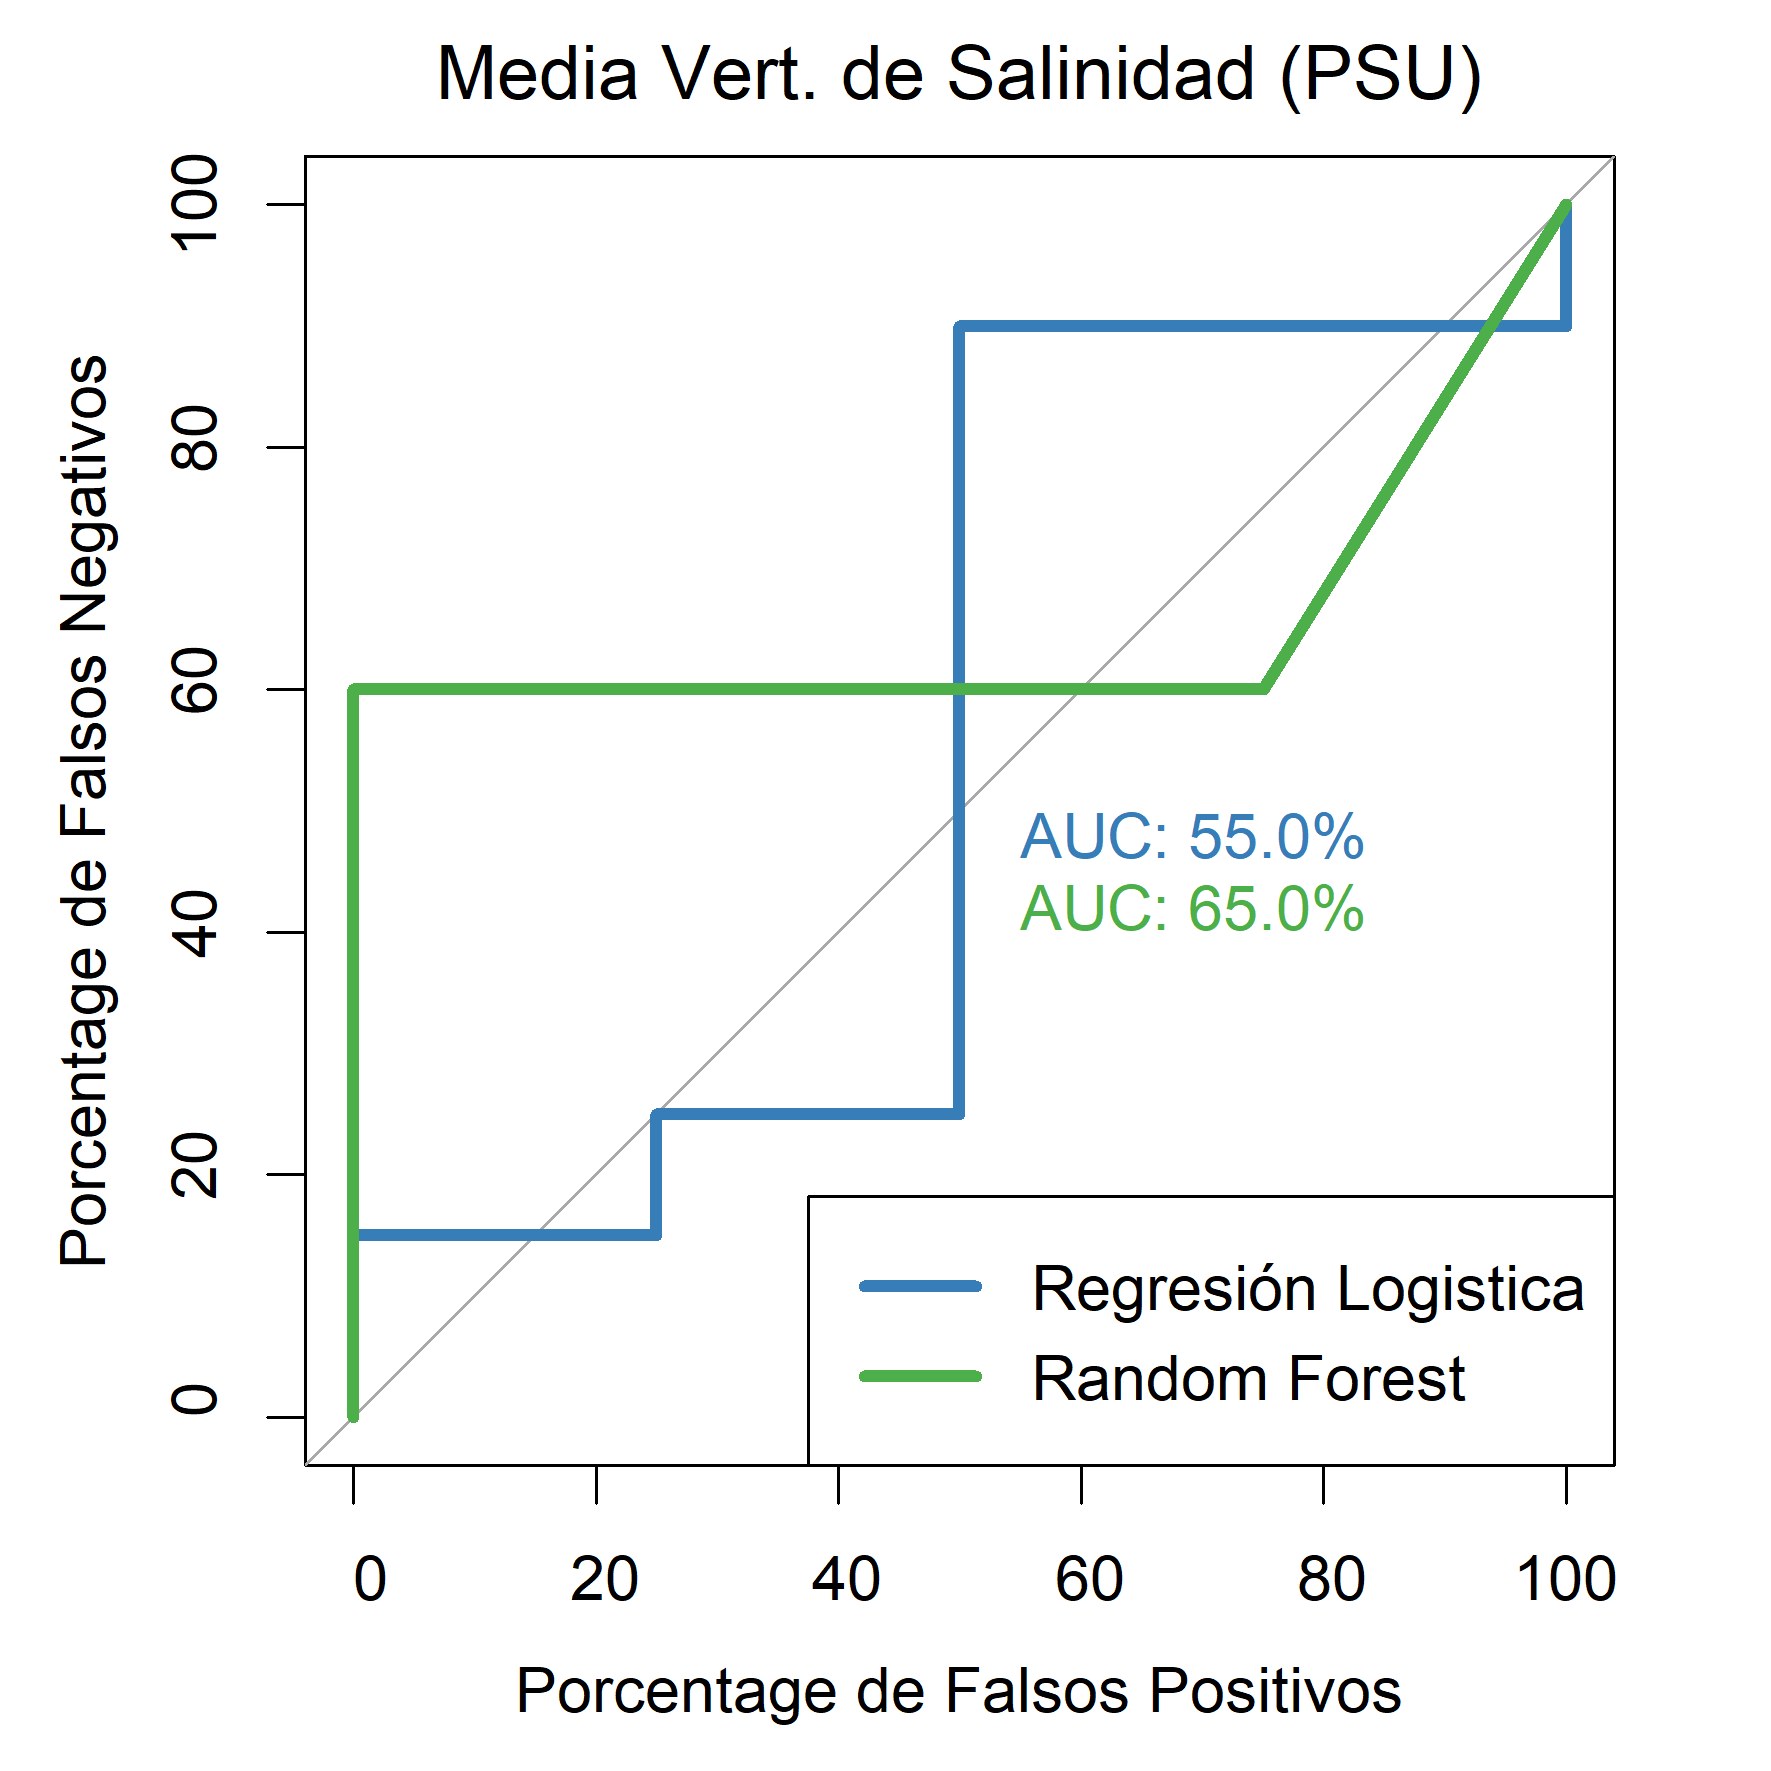 Media Vert. de Salinidad (PSU)
Porcentage de Falsos Negativos
100
80
60
40
20
0
AUC: 55.0%
AUC: 65.0%
Regresión Logistica
Random Forest
0 20 40 60 80 100
Porcentage de Falsos Positivos